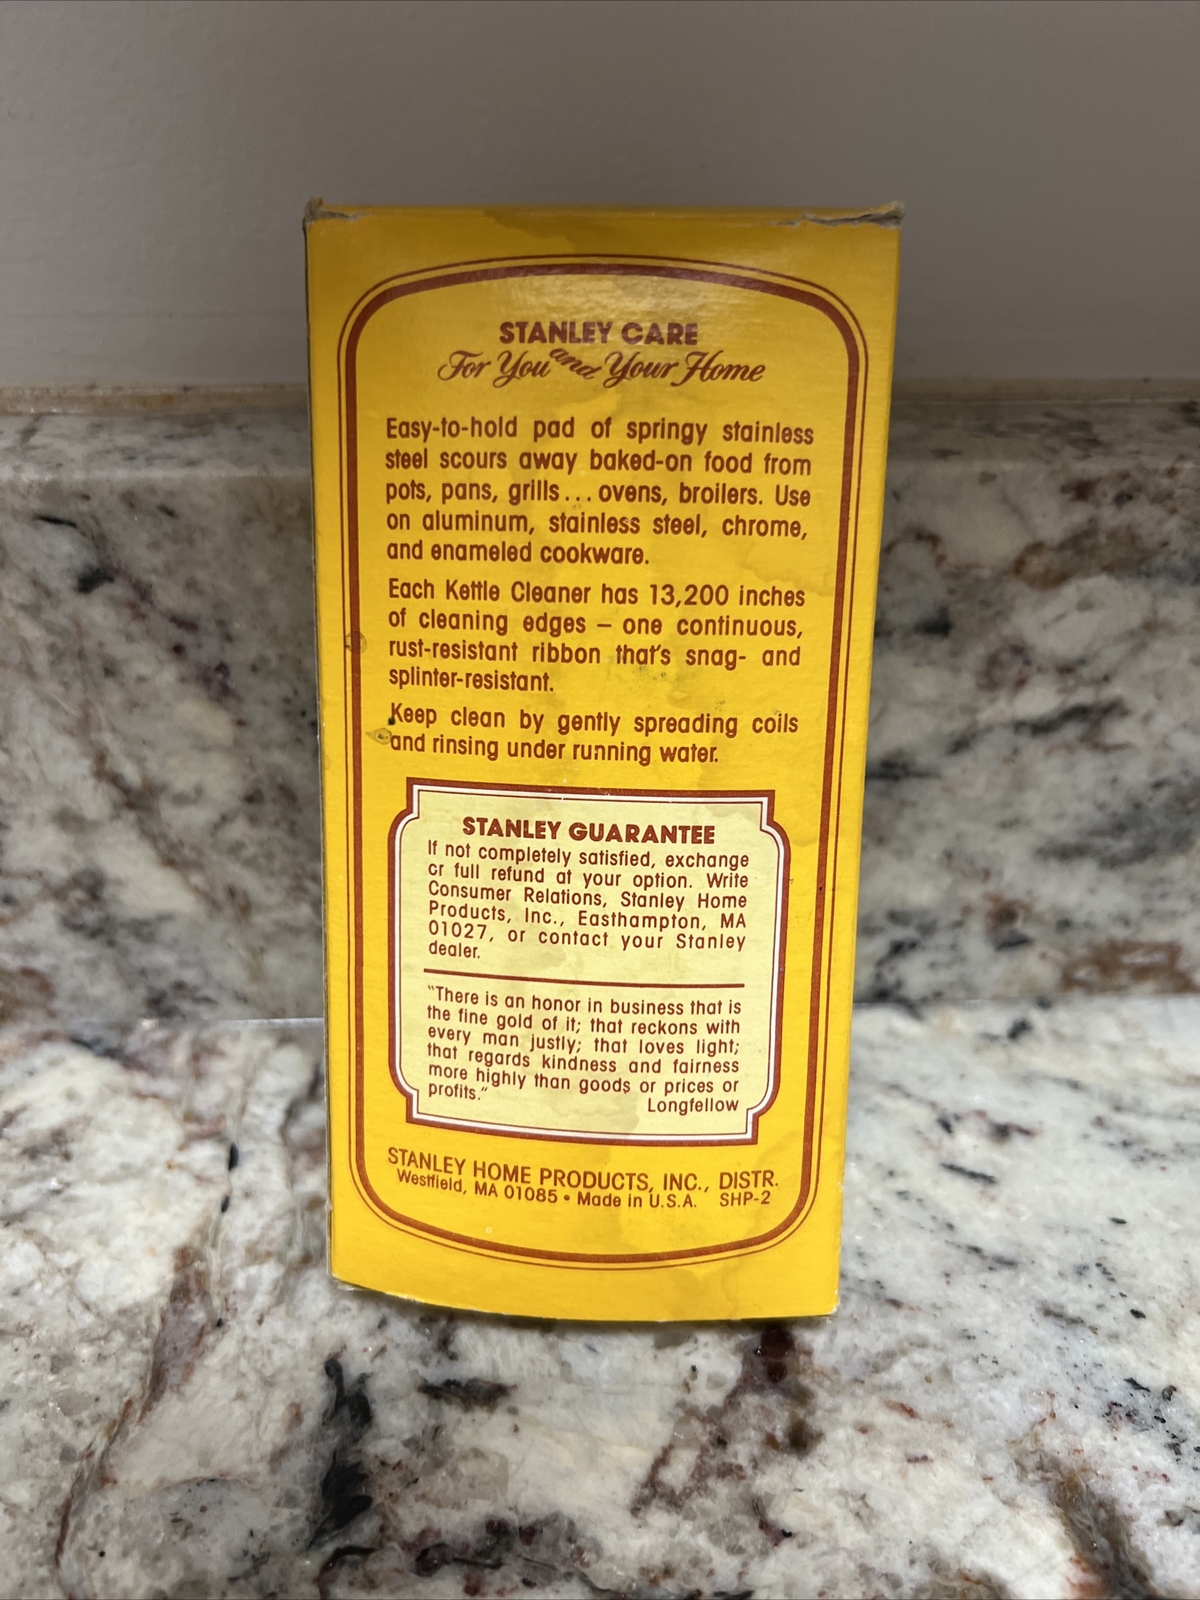 STANLEY CARE
For You and Your Home
Easy-to-hold pad of springy stainless
steel scours away baked-on food from
pots, pans, grills... ovens, broilers. Use
on aluminum, stainless steel, chrome,
and enameled cookware.
Each Kettle Cleaner has 13,200 inches
of cleaning edges – one continuous,
rust-resistant ribbon that's snag- and
splinter-resistant.
Keep clean by gently spreading coils
and rinsing under running water.
STANLEY GUARANTEE
If not completely satisfied, exchange
or full refund at your option. Write
Consumer Relations, Stanley Home
Products, Inc., Easthampton, MA
01027, or contact your Stanley
dealer.
"There is an honor in business that is
the fine gold of it; that reckons with
every man justly; that loves light;
that regards kindness and fairness
more highly than goods or prices or
profits." Longfellow
STANLEY HOME PRODUCTS, INC., DISTR.
Westfield, MA 01085 • Made in U.S.A. SHP-2